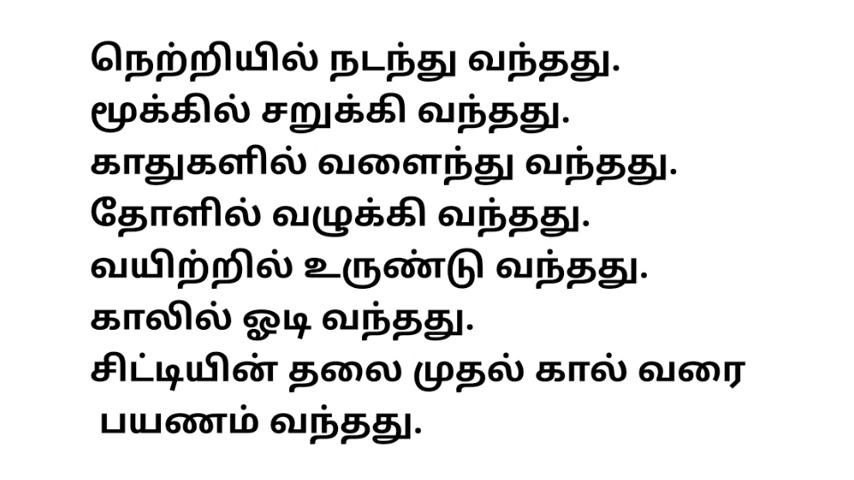 நெற்றியில் நடந்து வந்தது.
மூக்கில் சறுக்கி வந்தது.
காதுகளில் வளைந்து வந்தது.
தோளில் வழுக்கி வந்தது.
வயிற்றில் உருண்டு வந்தது.
காலில் ஓடி வந்தது.
சிட்டியின் தலை முதல் கால் வரை
பயணம் வந்தது.